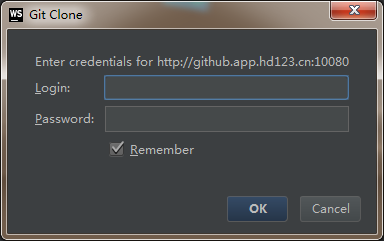 WS Git Clone
Enter credentials for http://github.app.hd123.cn:10080
Login:
Password:
Remember
OK Cancel